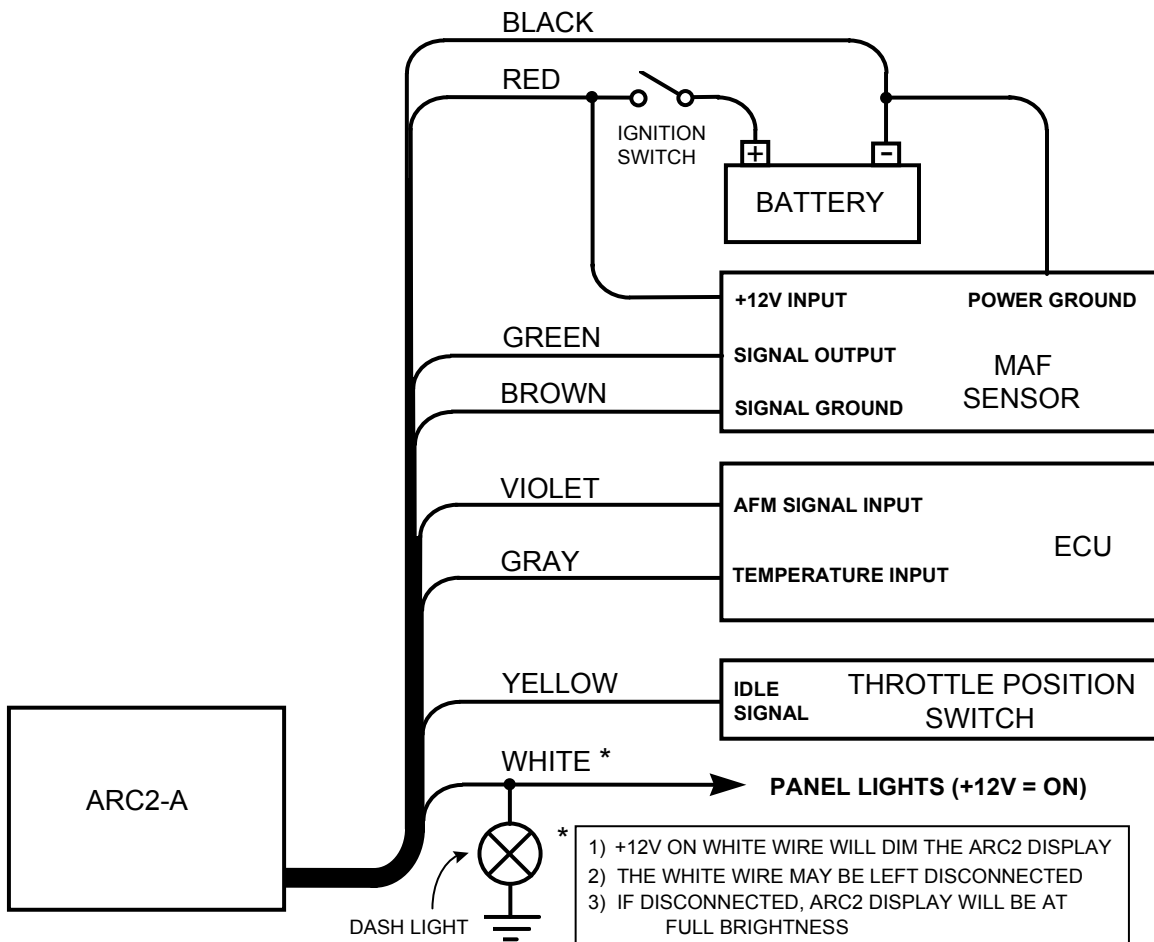 BLACK
RED
IGNITION
SWITCH
+
-
BATTERY
+12V INPUT
POWER GROUND
GREEN
SIGNAL OUTPUT
MAF
SENSOR
BROWN
SIGNAL GROUND
VIOLET
AFM SIGNAL INPUT
ECU
GRAY
TEMPERATURE INPUT
YELLOW
IDLE
SIGNAL
THROTTLE POSITION
SWITCH
WHITE *
PANEL LIGHTS (+12V = ON)
ARC2-A
DASH LIGHT
*
1) +12V ON WHITE WIRE WILL DIM THE ARC2 DISPLAY
2) THE WHITE WIRE MAY BE LEFT DISCONNECTED
3) IF DISCONNECTED, ARC2 DISPLAY WILL BE AT
FULL BRIGHTNESS